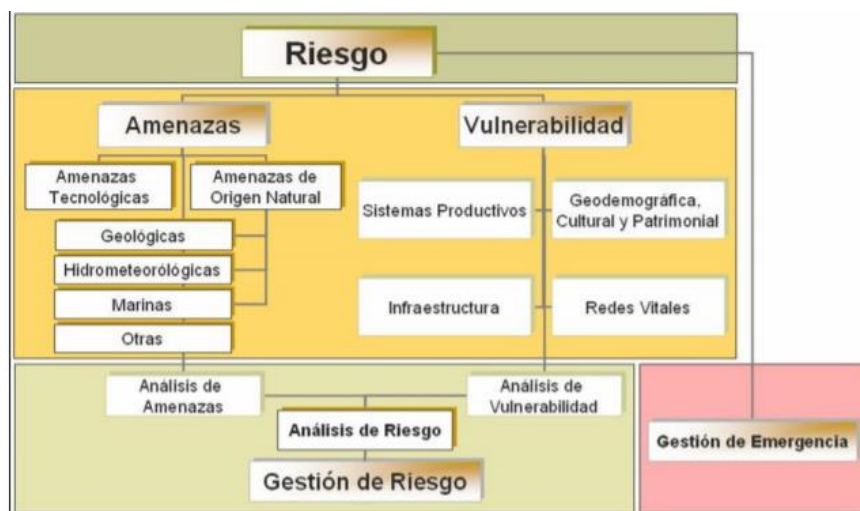 Riesgo
Amenazas
Vulnerabilidad
Amenazas
Tecnológicas
Amenazas de
Origen Natural
Sistemas Productivos
Geodemográfica,
Cultural y Patrimonial
Geológicas
Hidrometeorólógicas
Marinas
Infraestructura
Redes Vitales
Otras
Análisis de
Amenazas
Análisis de
Vulnerabilidad
Análisis de Riesgo
Gestión de Emergencia
Gestión de Riesgo